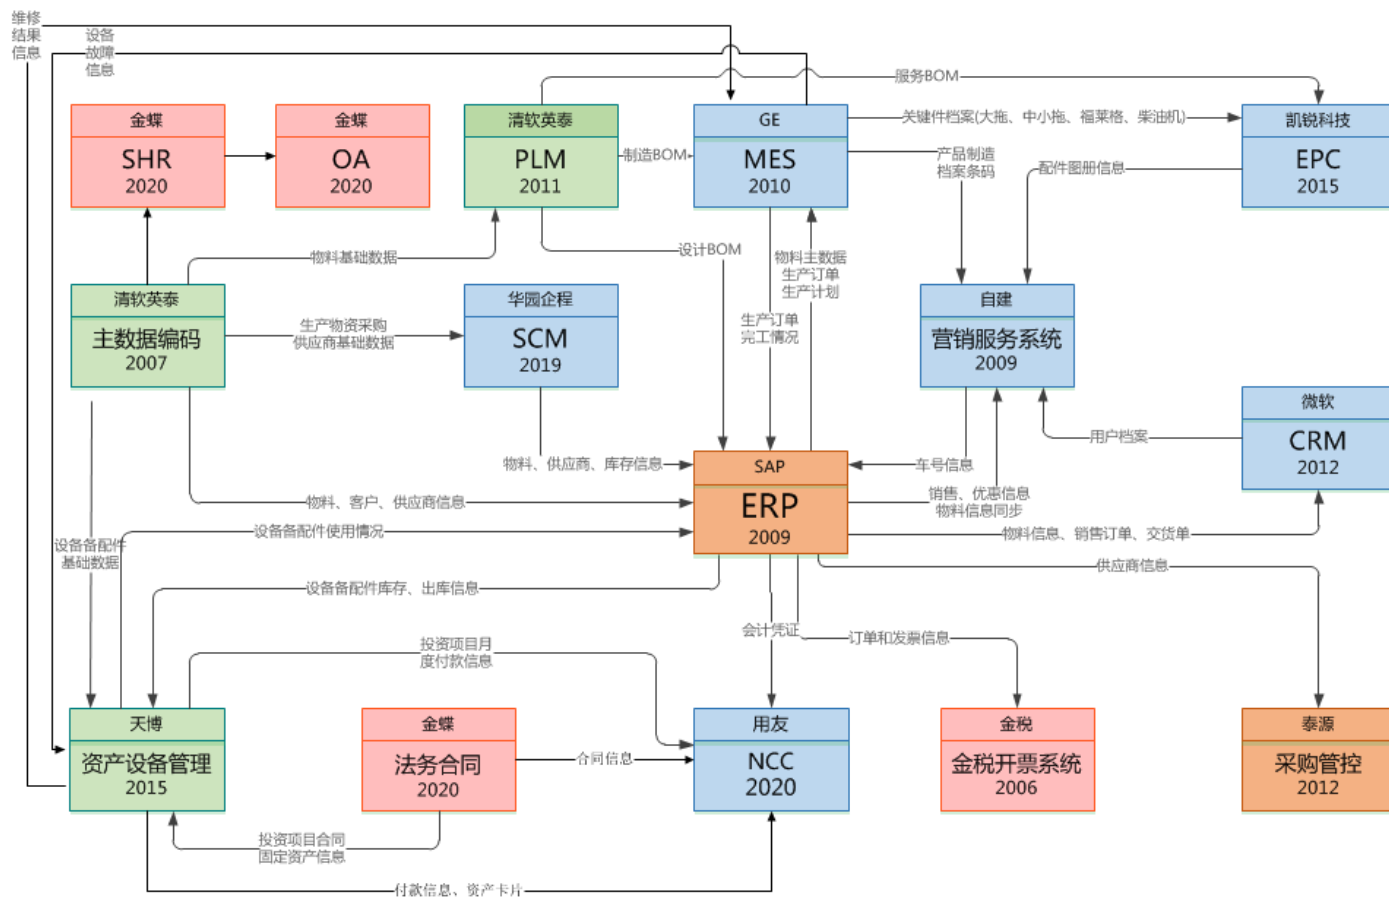 维修
结果
信息
设备
故障
信息
服务BOM
金蝶
SHR
2020
金蝶
OA
2020
清软英泰
PLM
2011
制造BOM
GE
MES
2010
关键件档案(大拖、中小拖、福莱格、柴油机)
产品制造
档案条码
配件图册信息
凯锐科技
EPC
2015
物料基础数据
设计BOM
物料主数据
生产订单
生产计划
清软英泰
主数据编码
2007
生产物资采购
供应商基础数据
华园企程
SCM
2019
生产订单
完工情况
自建
营销服务系统
2009
用户档案
微软
CRM
2012
物料、供应商、库存信息
SAP
ERP
2009
车号信息
销售、优惠信息
物料信息同步
物料、客户、供应商信息
设备备配件使用情况
物料信息、销售订单、交货单
设备备配件
基础数据
供应商信息
设备备配件库存、出库信息
会计凭证
订单和发票信息
投资项目月
度付款信息
天博
资产设备管理
2015
金蝶
法务合同
2020
合同信息
用友
NCC
2020
金税
金税开票系统
2006
泰源
采购管控
2012
投资项目合同
固定资产信息
付款信息、资产卡片